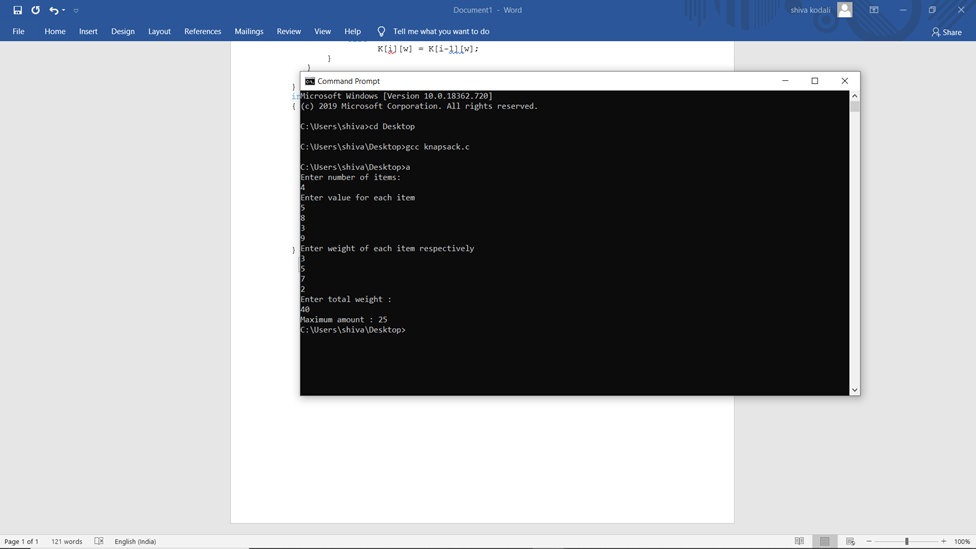 Document1 - Word
shiva kodali
File Home Insert Design Layout References Mailings Review View Help Tell me what you want to do Share
K[i][w] = K[i-1][w];
}
}
}
{
Command Prompt
Microsoft Windows [Version 10.0.18362.720]
(c) 2019 Microsoft Corporation. All rights reserved.
C:\Users\shiva>cd Desktop
C:\Users\shiva\Desktop>gcc knapsack.c
C:\Users\shiva\Desktop>a
Enter number of items:
4
Enter value for each item
5
8
3
9
Enter weight of each item respectively
3
5
7
2
Enter total weight :
40
Maximum amount : 25
C:\Users\shiva\Desktop>
}
Page 1 of 1 121 words English (India) 100%